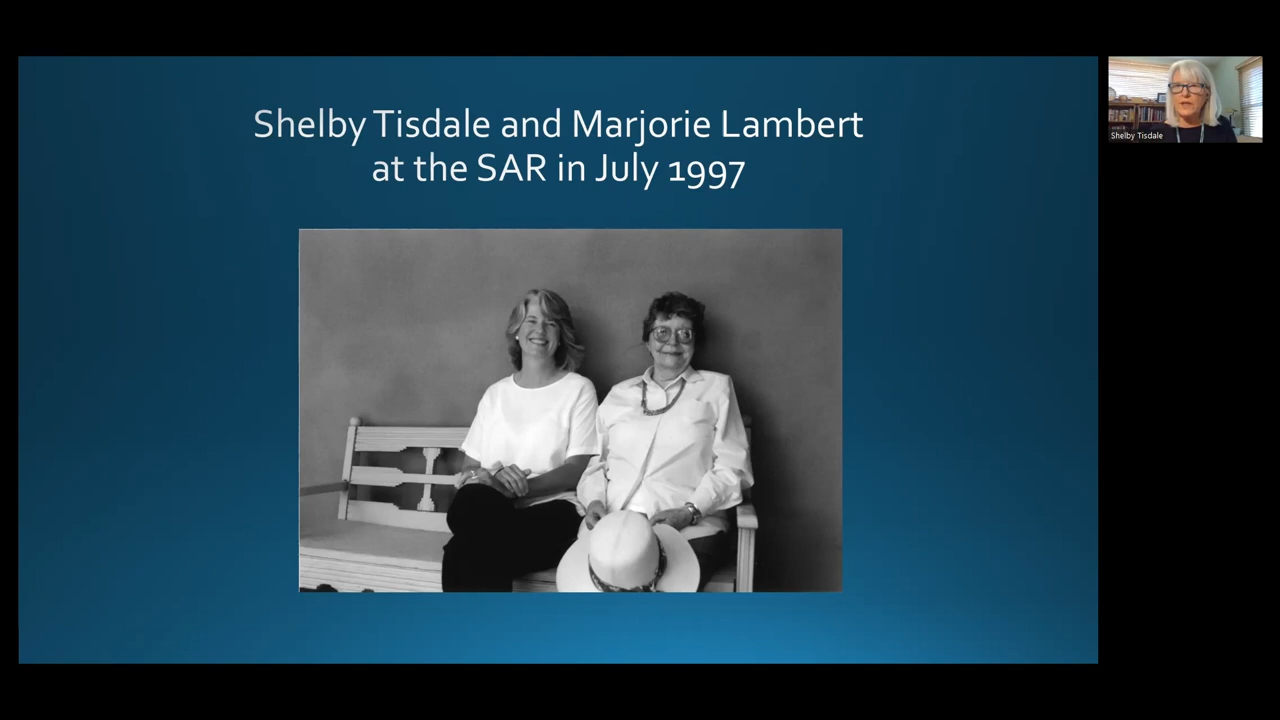 Shelby Tisdale and Marjorie Lambert
at the SAR in July 1997
Shelby Tisdale